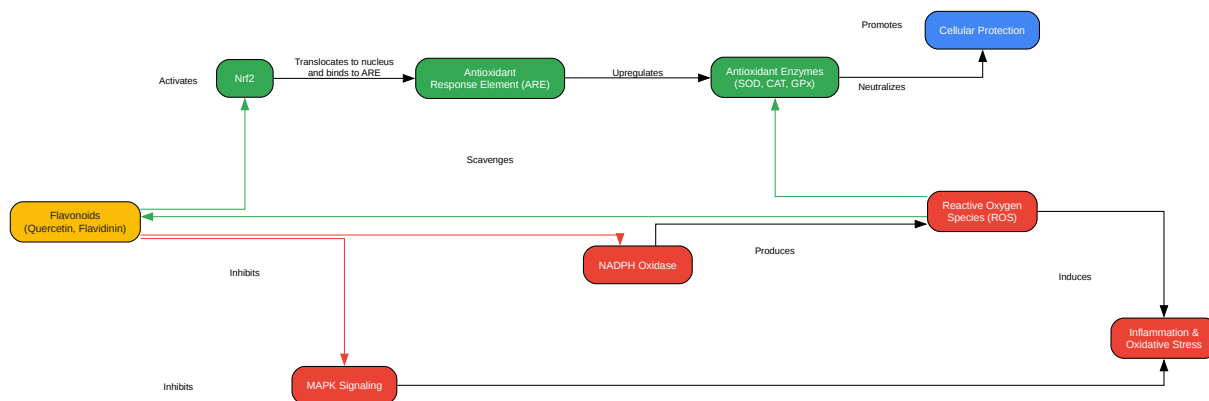 Promotes
Cellular Protection
Translocates to nucleus
and binds to ARE
Activates
Nrf2
Antioxidant
Response Element (ARE)
Upregulates
Antioxidant Enzymes
(SOD, CAT, GPx)
Neutralizes
Scavenges
Flavonoids
(Quercetin, Flavidinin)
Reactive Oxygen
Species (ROS)
NADPH Oxidase
Produces
Inhibits
Induces
Inflammation &
Oxidative Stress
MAPK Signaling
Inhibits